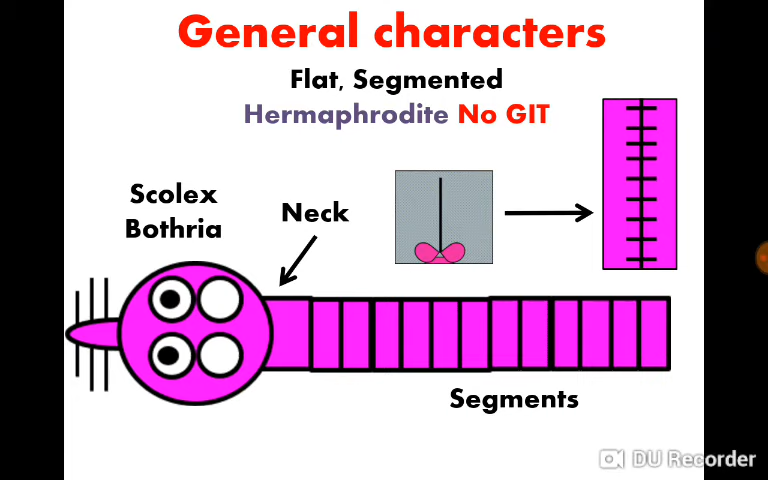 General characters
Flat, Segmented
Hermaphrodite No GIT
Scolex
Bothria
Neck
Segments
DU Recorder